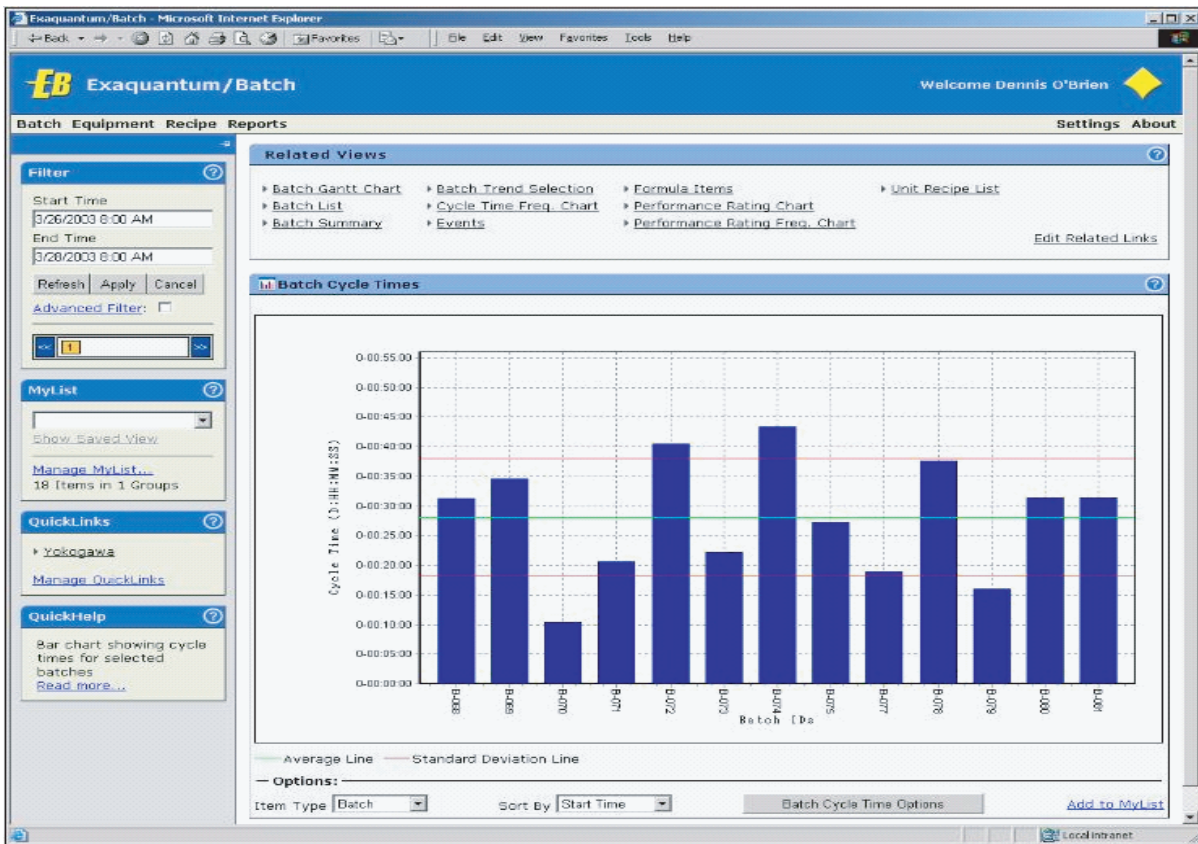 Exaquantum/Batch - Microsoft Internet Explorer
Back Favorites File Edit View Favorites Tools Help
EB Exaquantum/Batch Welcome Dennis O'Brien
Batch Equipment Recipe Reports Settings About
Filter
Start Time
3/26/2003 8:00 AM
End Time
3/28/2003 8:00 AM
Refresh Apply Cancel
Advanced Filter:
<< 1 >>
MyList
Show Saved View
Manage MyList...
18 Items in 1 Groups
QuickLinks
Yokogawa
Manage QuickLinks
QuickHelp
Bar chart showing cycle
times for selected
batches
Read more...
Related Views
Batch Gantt Chart Batch Trend Selection Formula Items Unit Recipe List
Batch List Cycle Time Freq. Chart Performance Rating Chart
Batch Summary Events Performance Rating Freq. Chart
Edit Related Links
Batch Cycle Times
Cycle Time (D:HH:MM:SS)
0-00:55:00
0-00:50:00
0-00:45:00
0-00:40:00
0-00:35:00
0-00:30:00
0-00:25:00
0-00:20:00
0-00:15:00
0-00:10:00
0-00:05:00
0-00:00:00
B-068 B-069 B-070 B-071 B-072 B-073 B-074 B-075 B-077 B-078 B-079 B-080 B-081
Batch IDs
Average Line Standard Deviation Line
Options:
Item Type Batch Sort By Start Time Batch Cycle Time Options Add to MyList
Local intranet